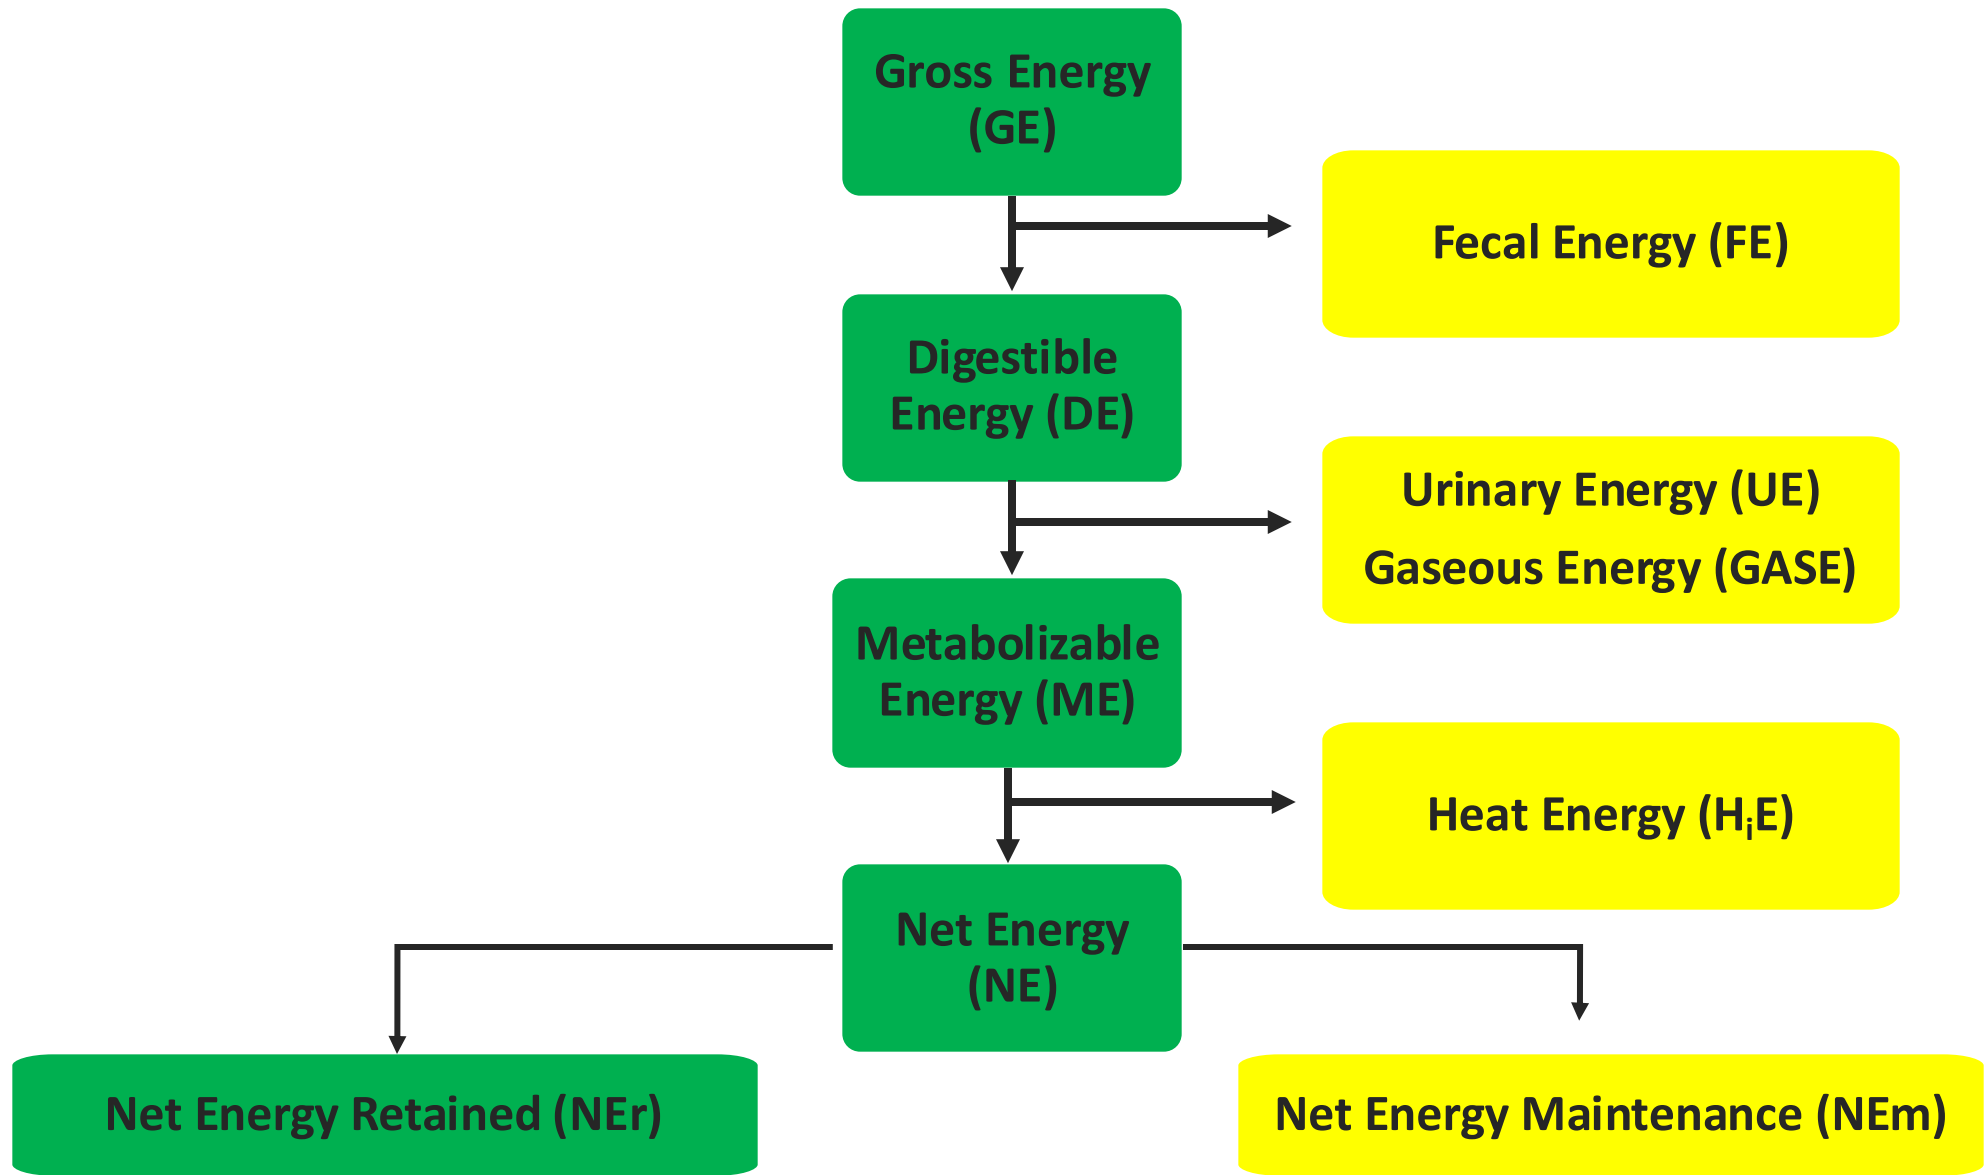 Gross Energy
(GE)
Fecal Energy (FE)
Digestible
Energy (DE)
Urinary Energy (UE)
Gaseous Energy (GASE)
Metabolizable
Energy (ME)
Heat Energy (HᵢE)
Net Energy
(NE)
Net Energy Retained (NEr)
Net Energy Maintenance (NEm)